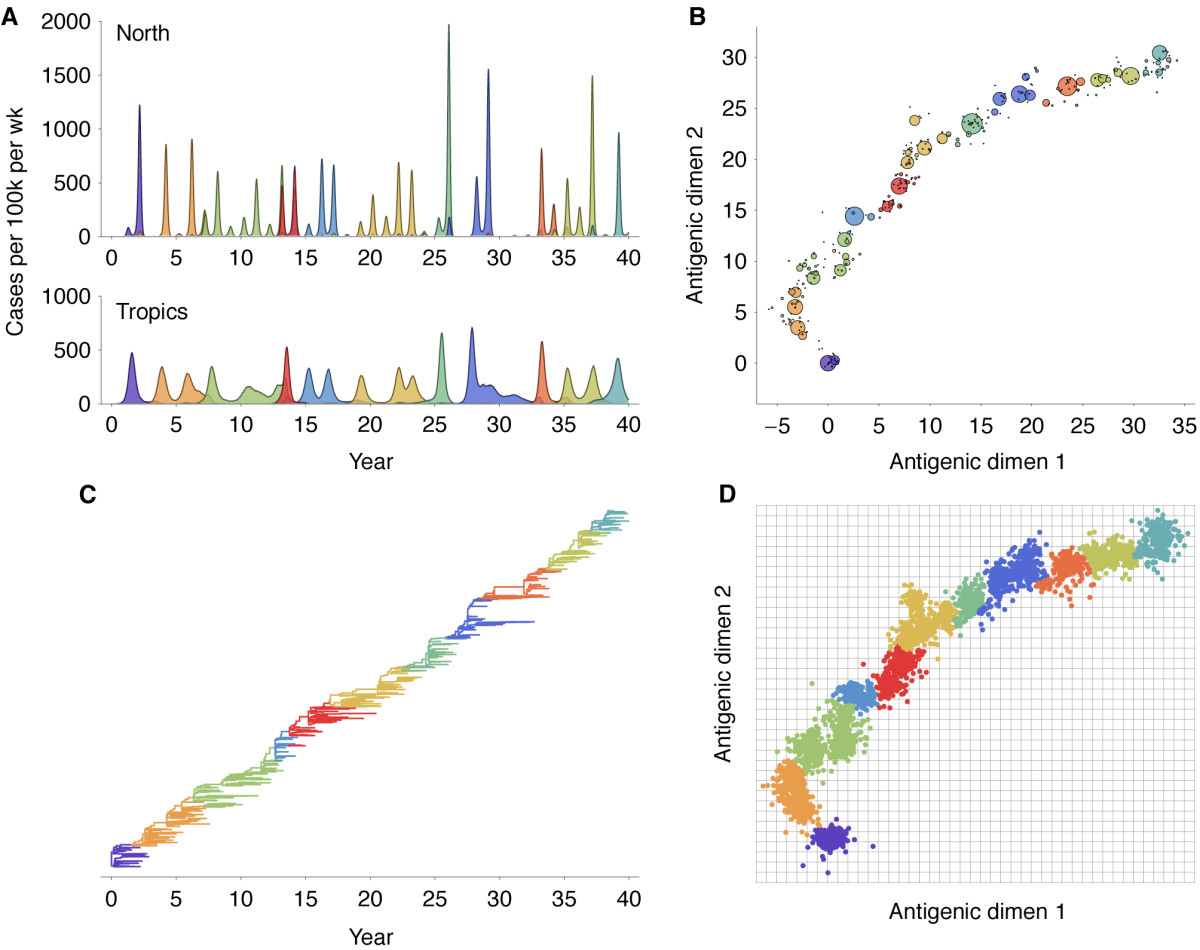 A
North
2000
1500
1000
500
0
0 5 10 15 20 25 30 35 40
Cases per 100k per wk
Tropics
1000
500
0
0 5 10 15 20 25 30 35 40
Year
B
30
25
20
15
10
5
0
Antigenic dimen 2
−5 0 5 10 15 20 25 30 35
Antigenic dimen 1
C
0 5 10 15 20 25 30 35 40
Year
D
Antigenic dimen 2
Antigenic dimen 1